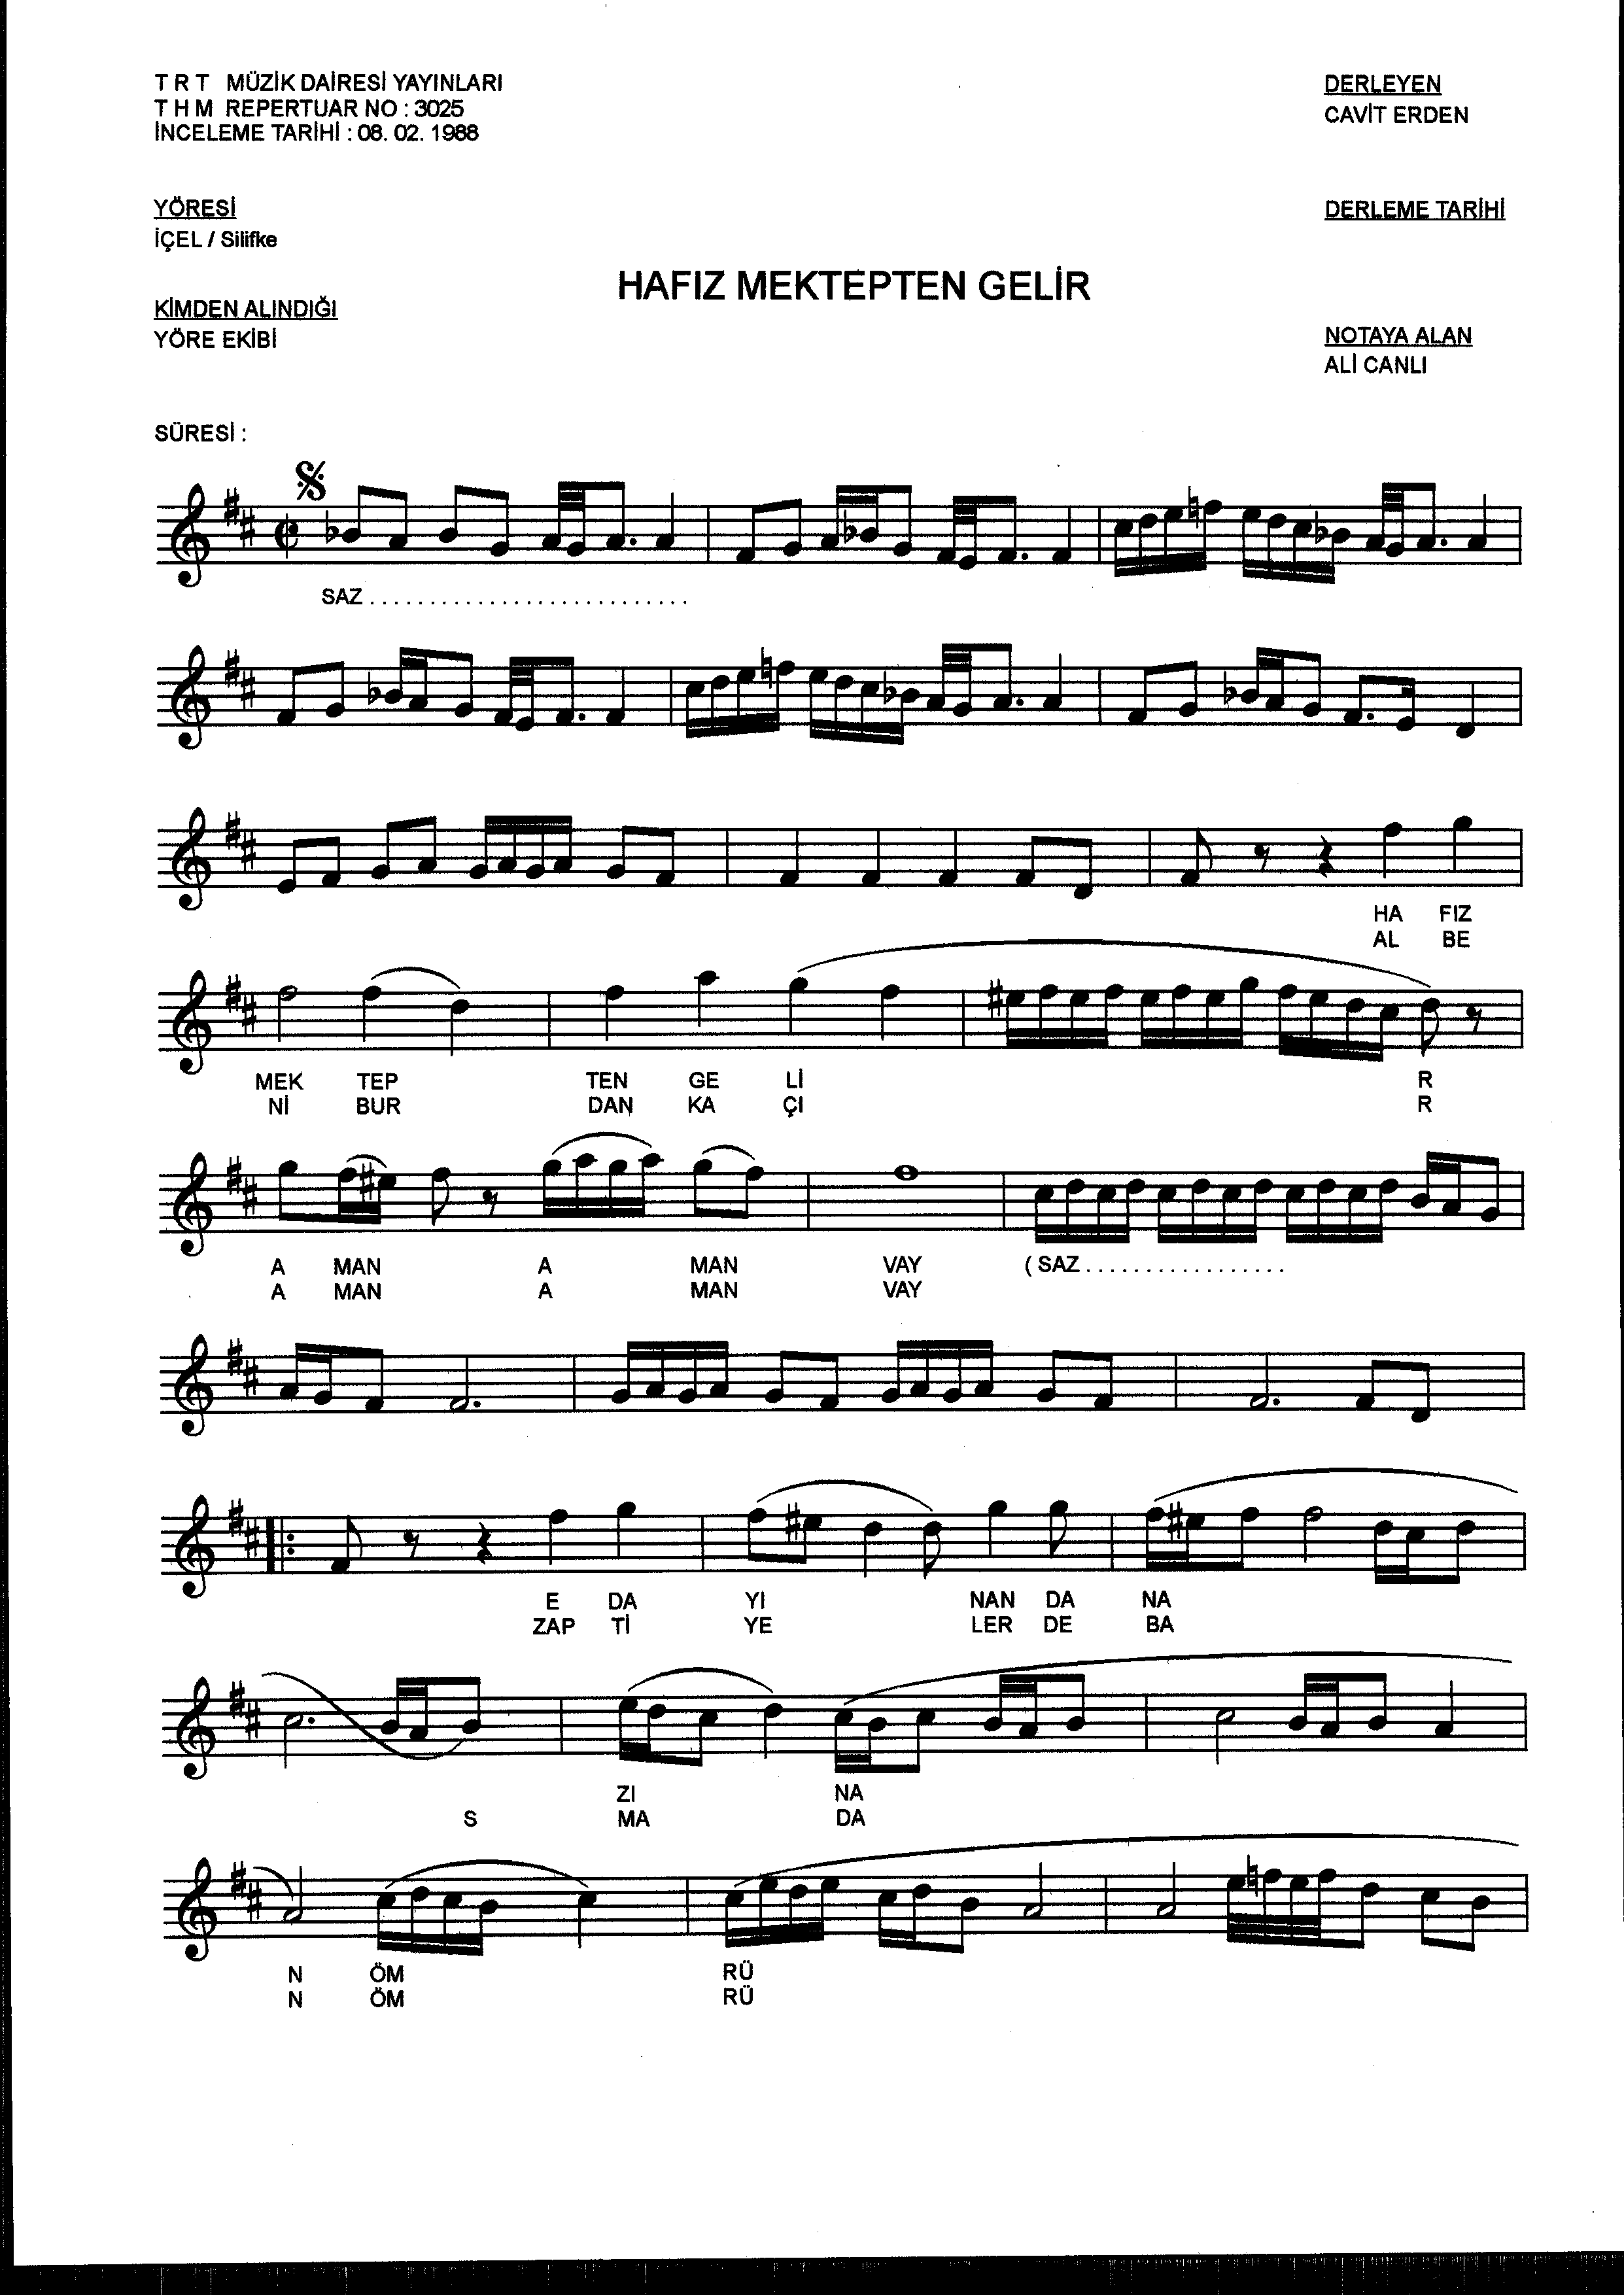 T R T MÜZİK DAİRESİ YAYINLARI
T H M REPERTUAR NO : 3025
İNCELEME TARİHİ : 08. 02. 1988
DERLEYEN
CAVİT ERDEN
YÖRESİ
İÇEL / Silifke
DERLEME TARİHİ
HAFIZ MEKTEPTEN GELİR
KİMDEN ALINDIĞI
YÖRE EKİBİ
NOTAYA ALAN
ALİ CANLI
SÜRESİ :
SAZ . . . . . . . . . . . . . . . . . . . . . . . . . . .
HA FIZ
AL BE
MEK TEP TEN GE Lİ R
Nİ BUR DAN KA ÇI R
A MAN A MAN VAY ( SAZ . . . . . . . . . . . . . . . . .
A MAN A MAN VAY
E DA YI NAN DA NA
ZAP Tİ YE LER DE BA
ZI NA
S MA DA
N ÖM RÜ
N ÖM RÜ